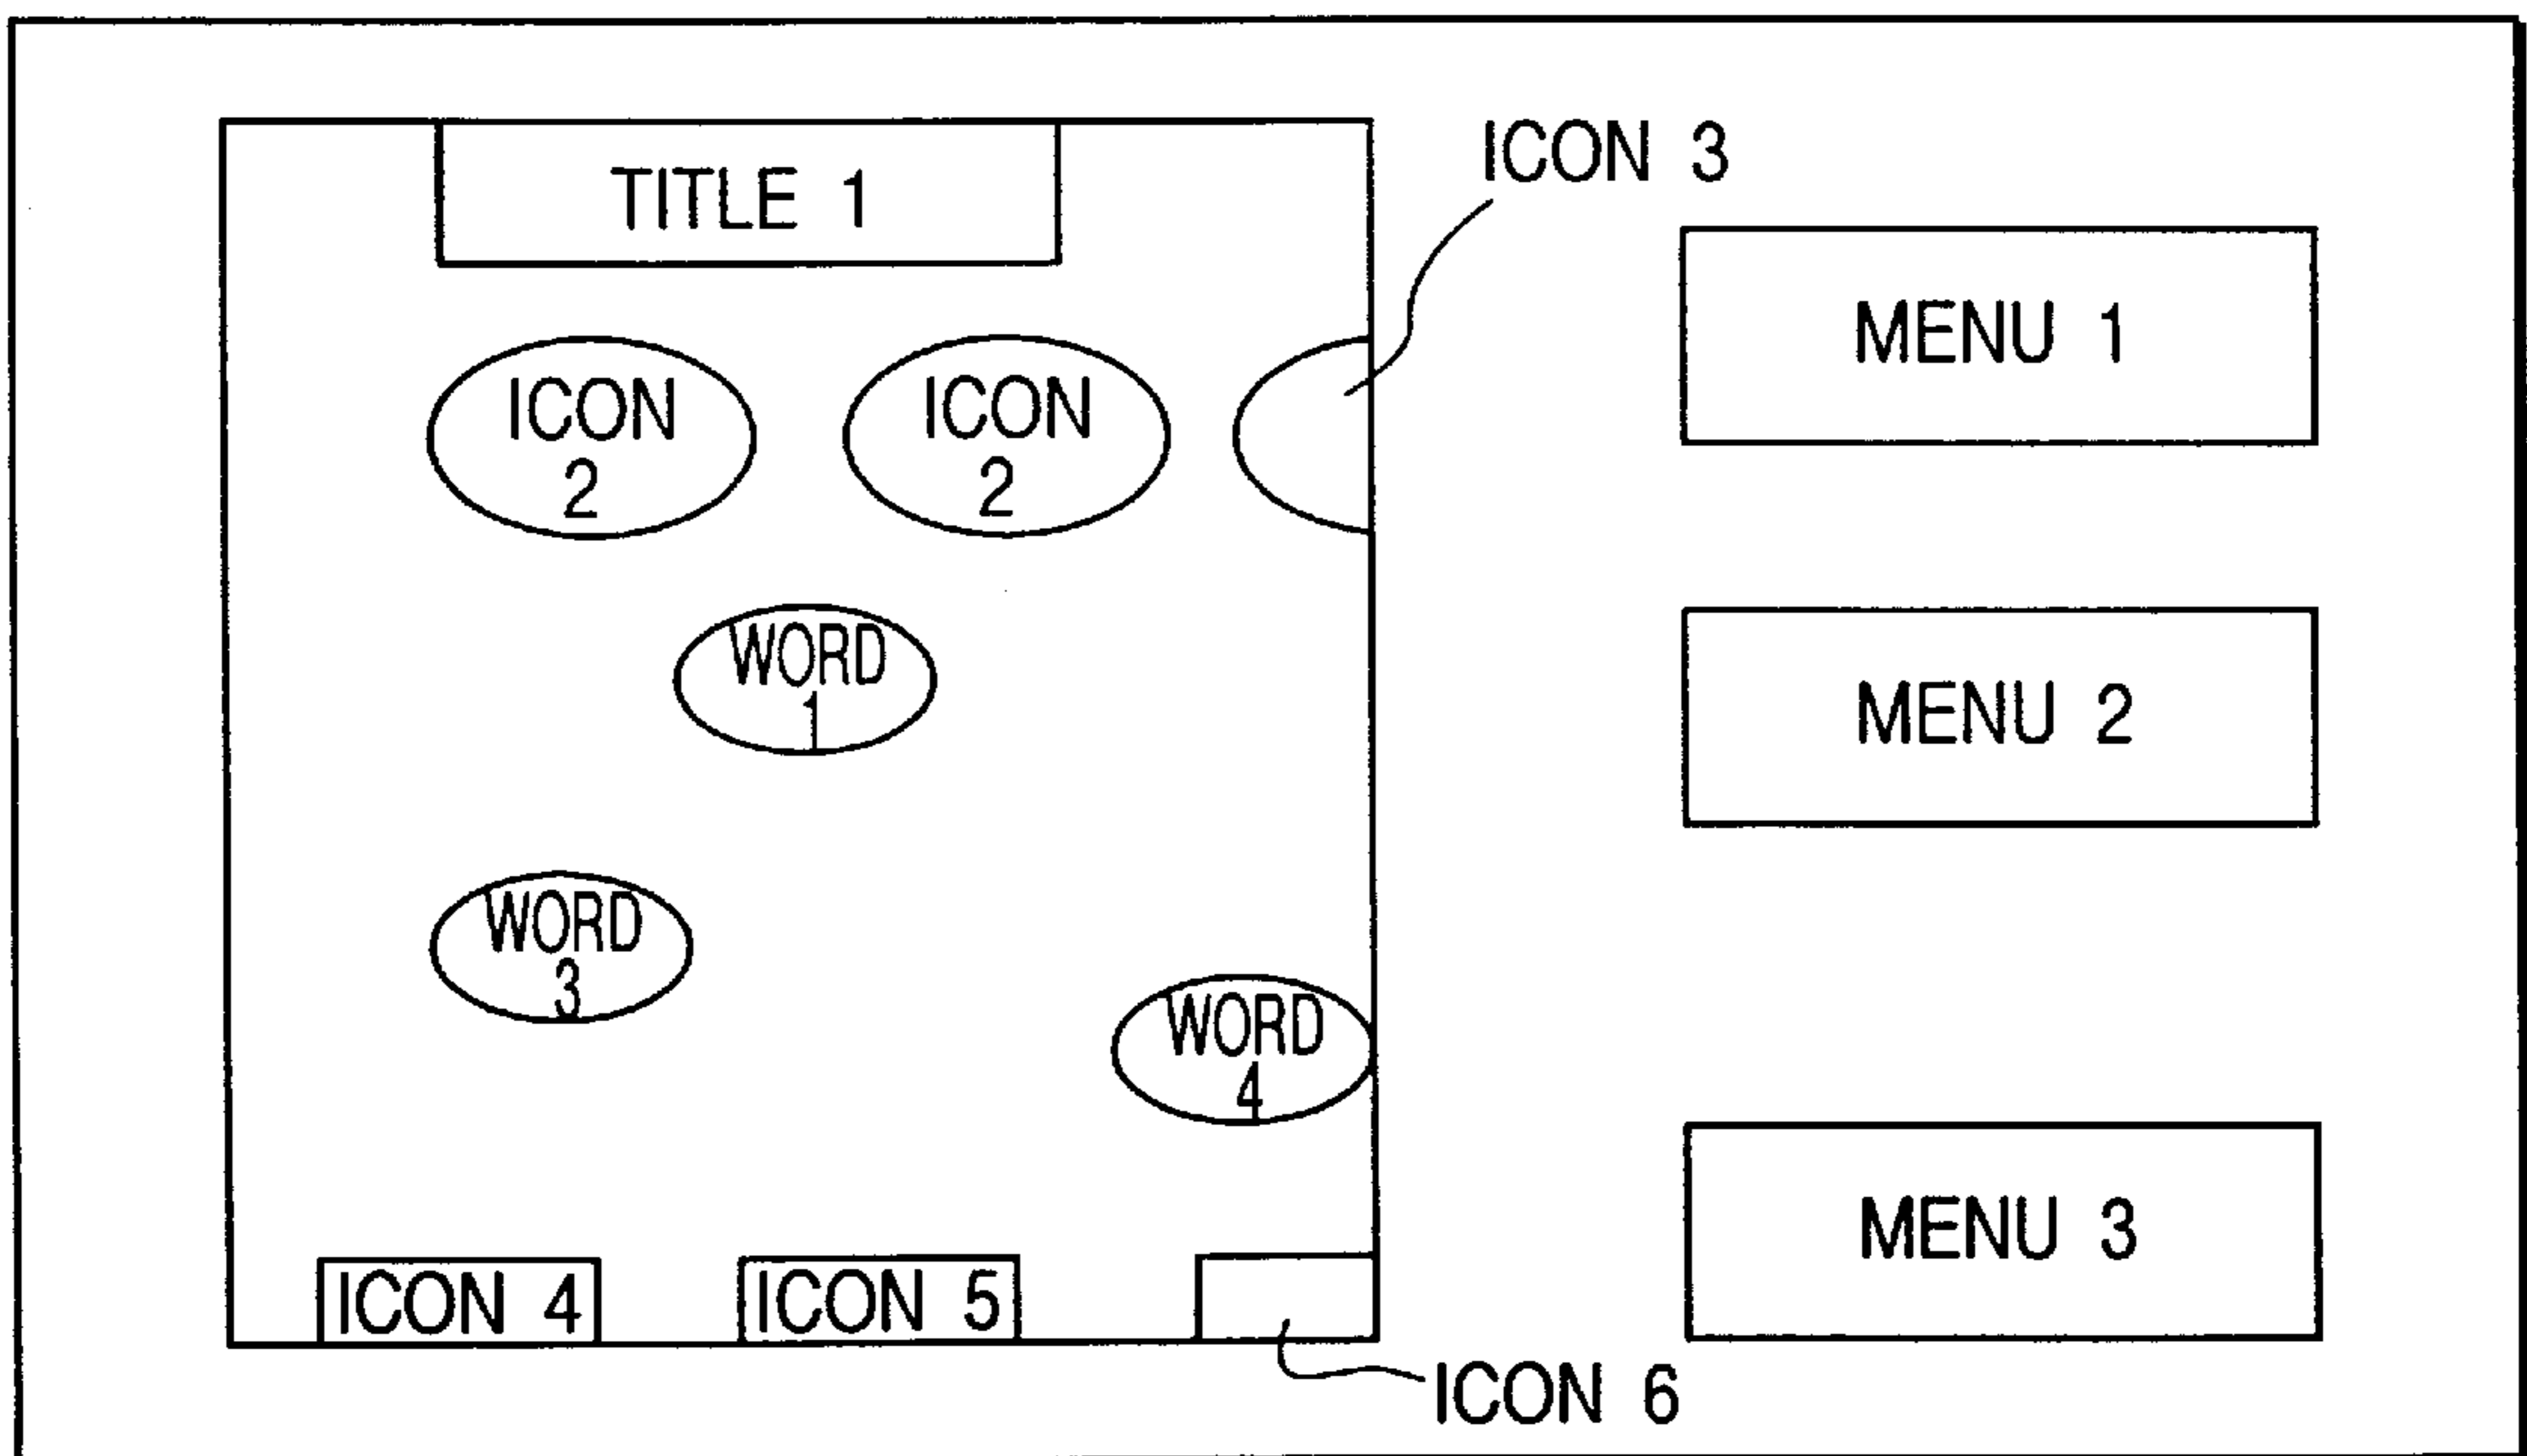 TITLE 1
ICON 3
MENU 1
ICON
2
ICON
2
WORD
1
MENU 2
WORD
3
WORD
4
MENU 3
ICON 4
ICON 5
ICON 6